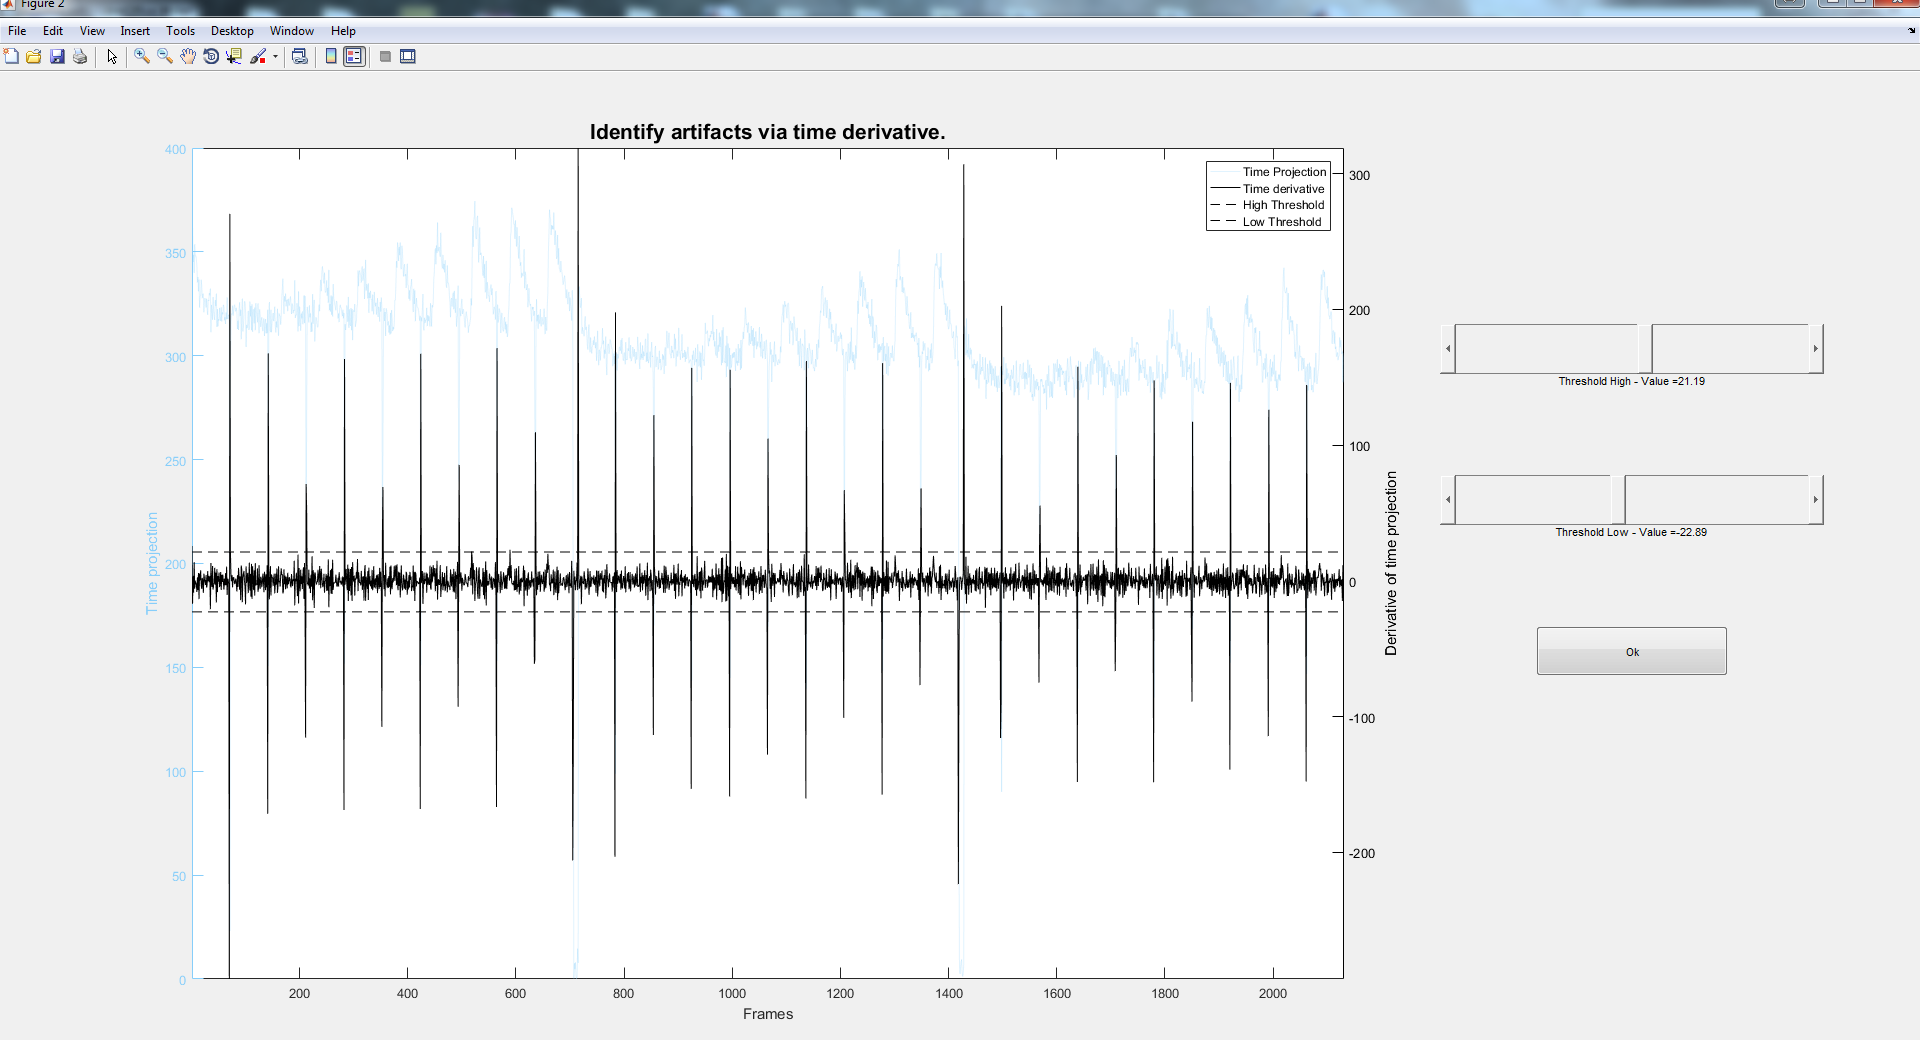 Figure 2
File Edit View Insert Tools Desktop Window Help
Identify artifacts via time derivative.
400
350
300
250
200
150
100
50
0
Time projection
200 400 600 800 1000 1200 1400 1600 1800 2000
Frames
300
200
100
0
-100
-200
Derivative of time projection
Time Projection
Time derivative
High Threshold
Low Threshold
Threshold High - Value =21.19
Threshold Low - Value =-22.89
Ok